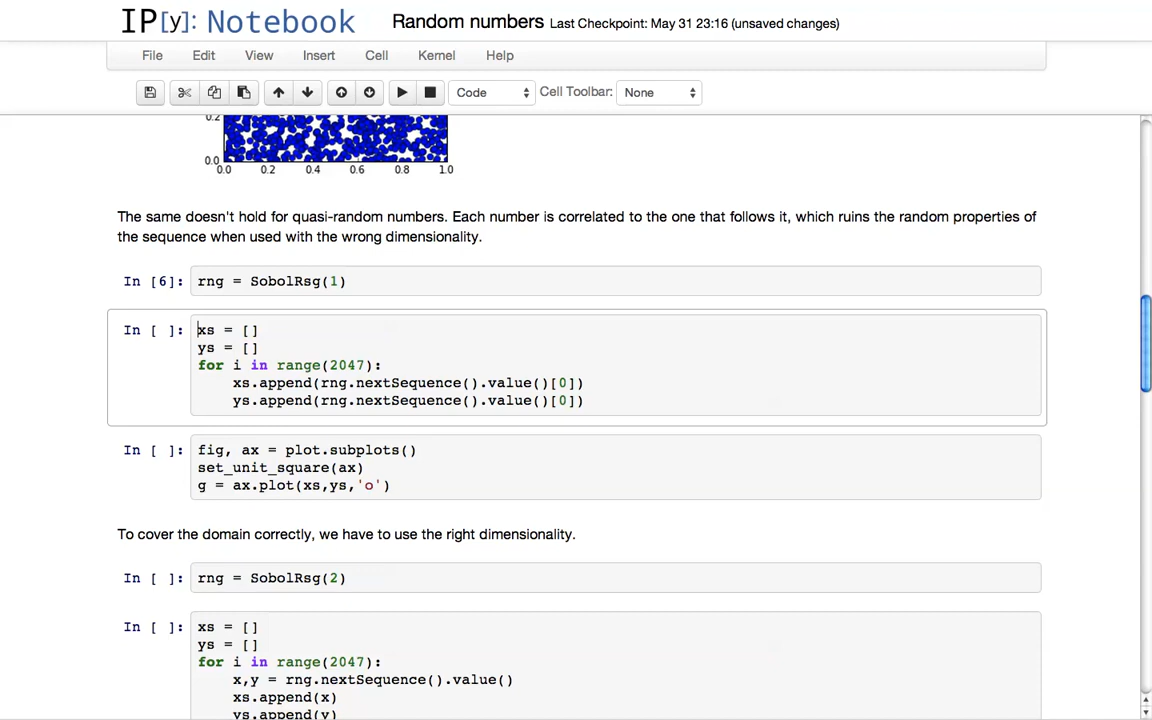 IP[y]: Notebook Random numbers Last Checkpoint: May 31 23:16 (unsaved changes)
File Edit View Insert Cell Kernel Help
Code Cell Toolbar: None
0.2
0.0
0.0 0.2 0.4 0.6 0.8 1.0
The same doesn't hold for quasi-random numbers. Each number is correlated to the one that follows it, which ruins the random properties of
the sequence when used with the wrong dimensionality.
In [6]: rng = SobolRsg(1)
In [ ]: xs = []
ys = []
for i in range(2047):
    xs.append(rng.nextSequence().value()[0])
    ys.append(rng.nextSequence().value()[0])
In [ ]: fig, ax = plot.subplots()
set_unit_square(ax)
g = ax.plot(xs,ys,'o')
To cover the domain correctly, we have to use the right dimensionality.
In [ ]: rng = SobolRsg(2)
In [ ]: xs = []
ys = []
for i in range(2047):
    x,y = rng.nextSequence().value()
    xs.append(x)
    ys.append(y)